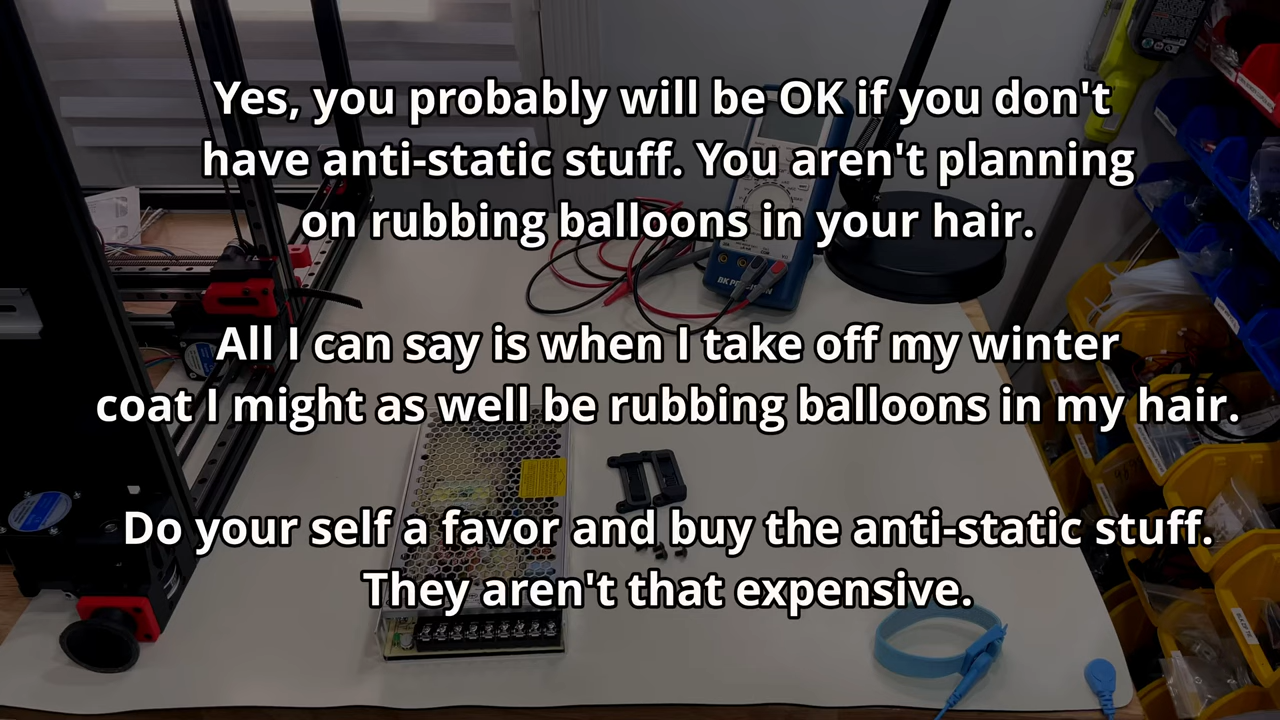 Yes, you probably will be OK if you don't
have anti-static stuff. You aren't planning
on rubbing balloons in your hair.
All I can say is when I take off my winter
coat I might as well be rubbing balloons in my hair.
Do your self a favor and buy the anti-static stuff.
They aren't that expensive.
BK PRECISION